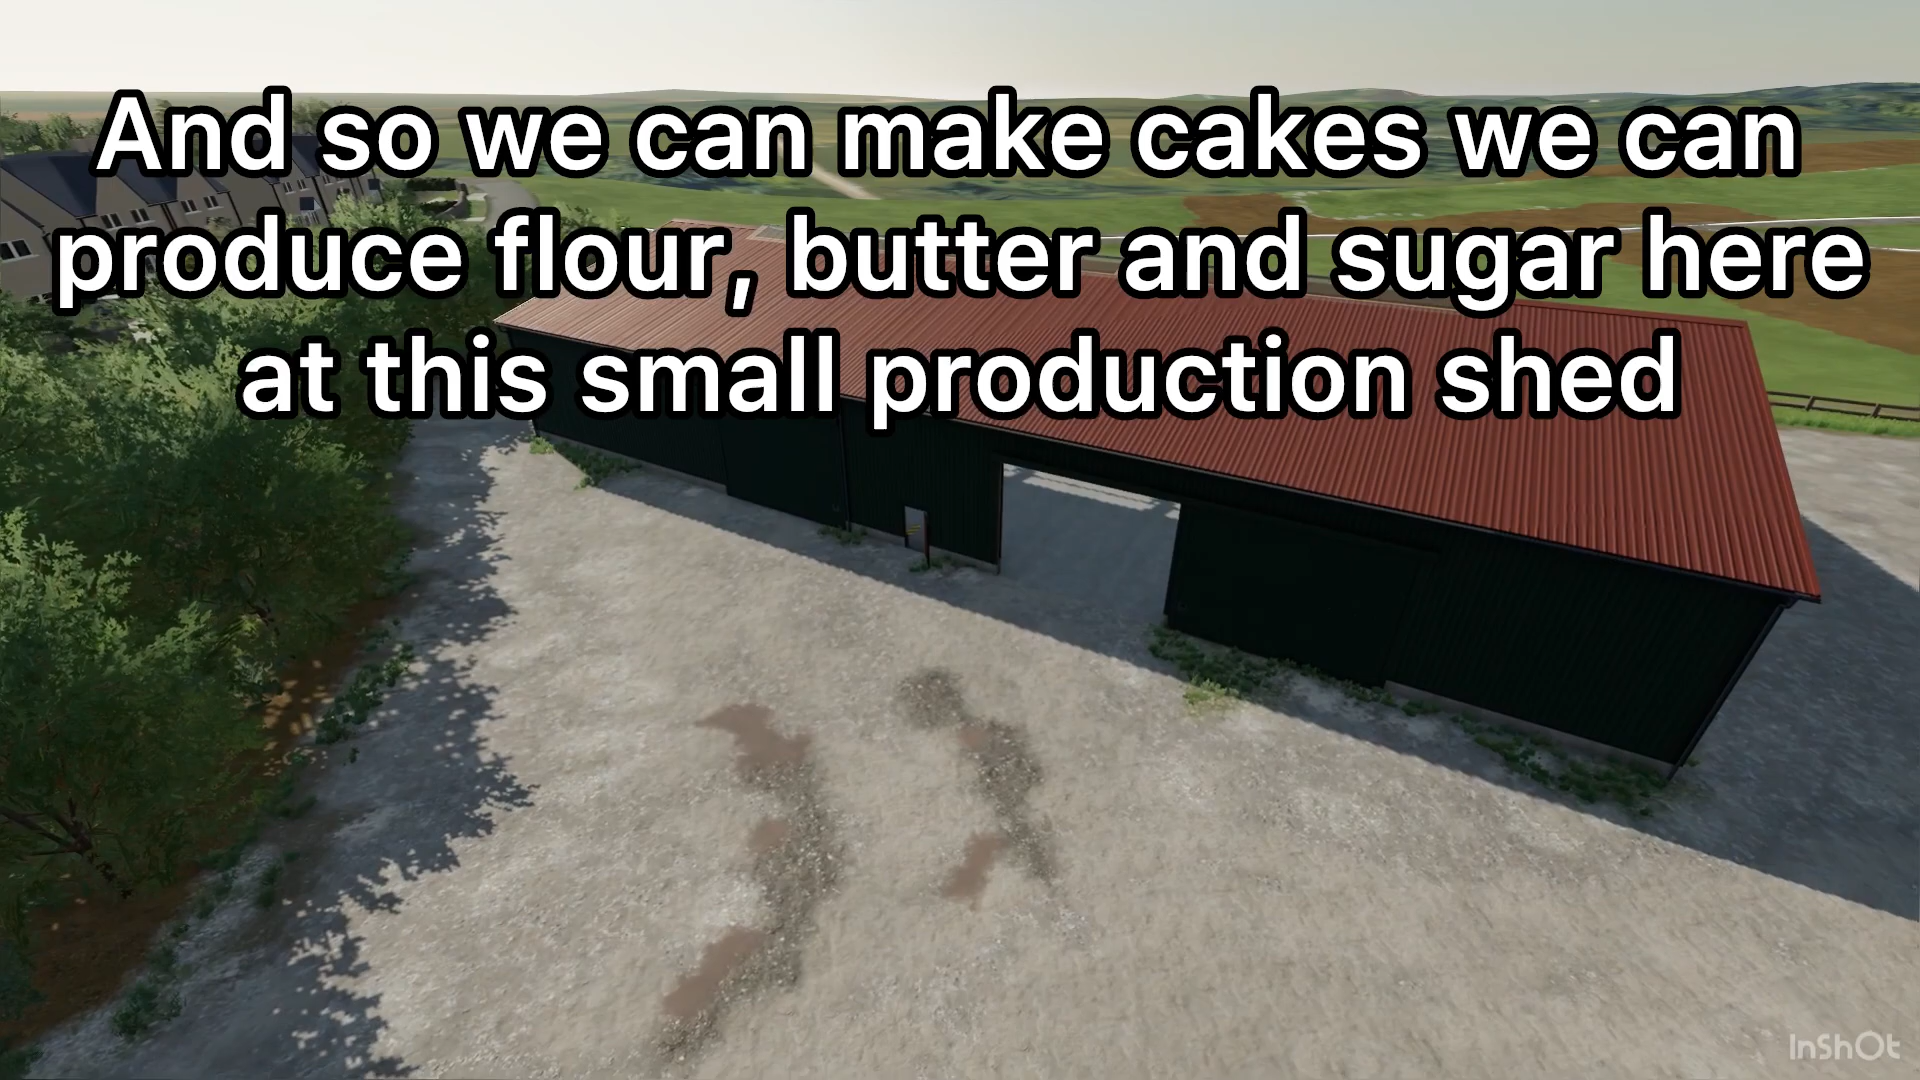 And so we can make cakes we can
produce flour, butter and sugar here
at this small production shed
InShOt